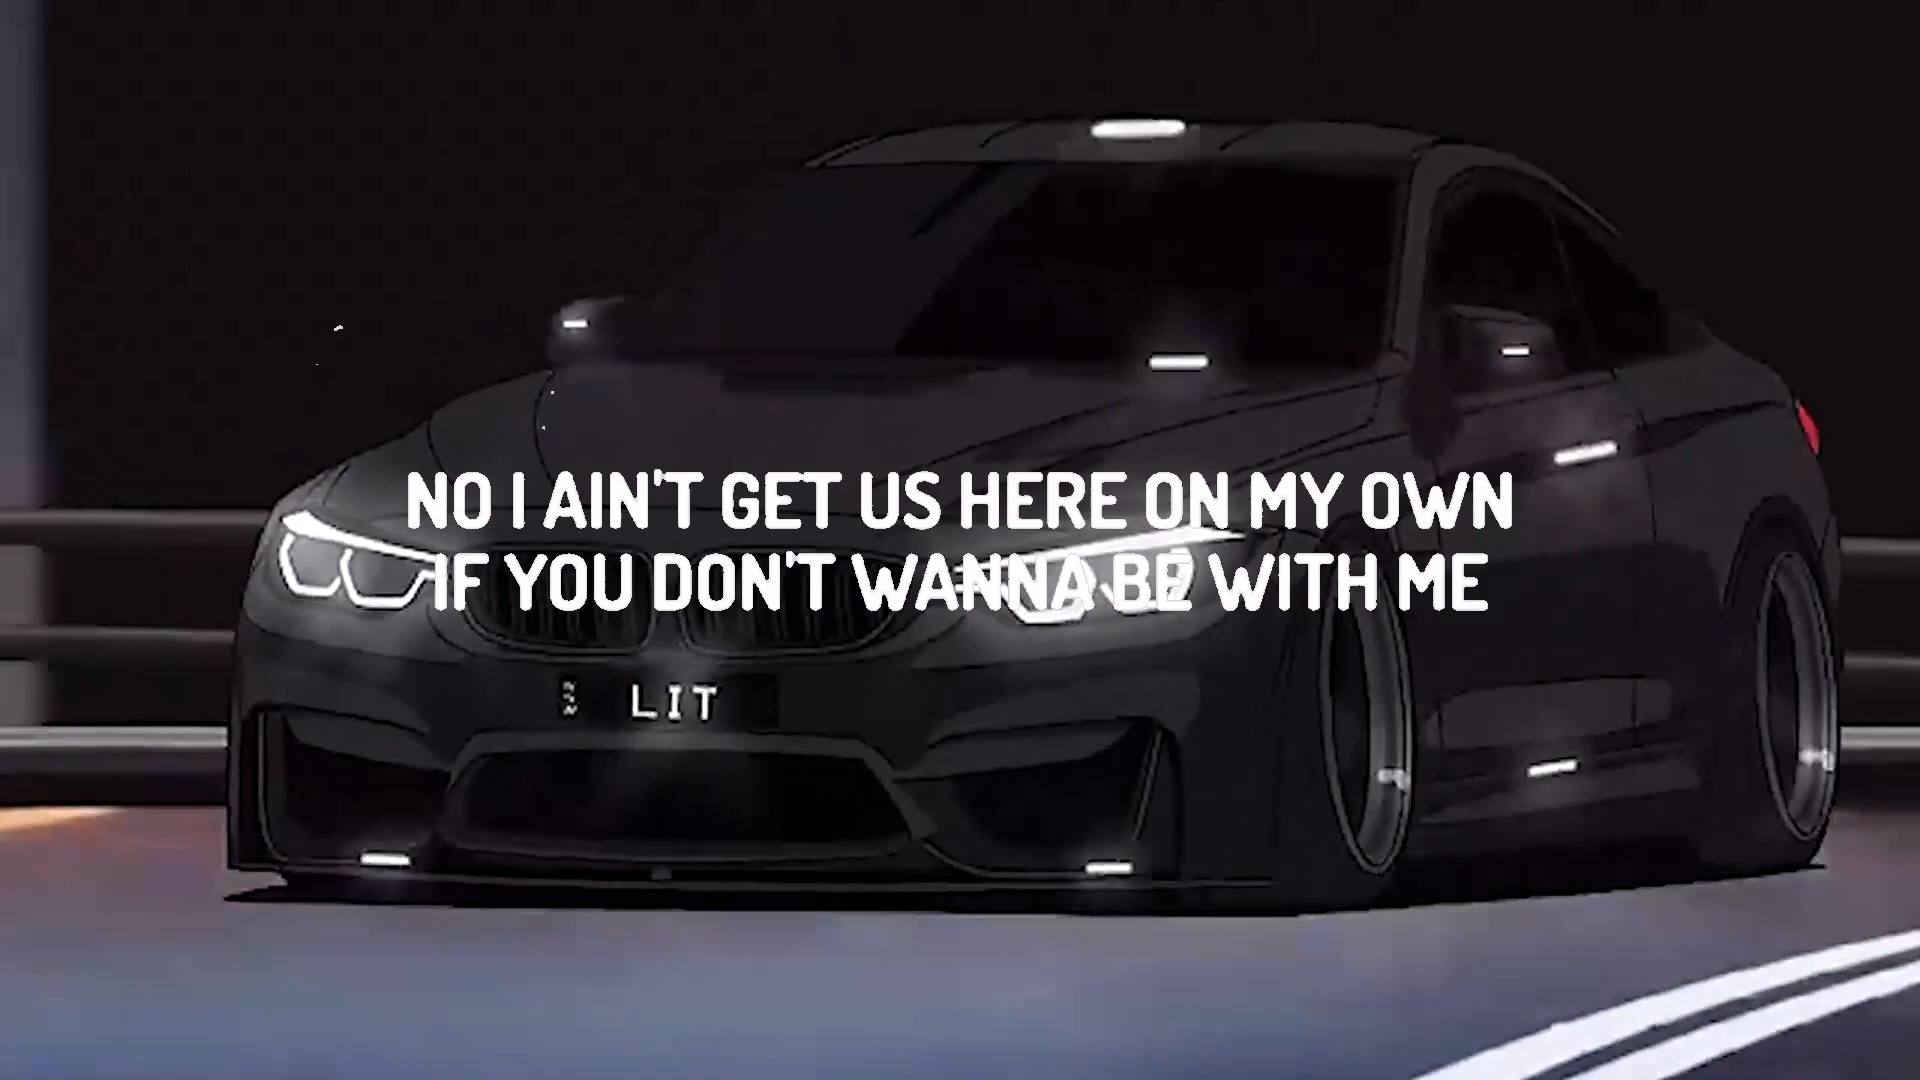 NO I AIN'T GET US HERE ON MY OWN
IF YOU DON'T WANNA BE WITH ME
LIT